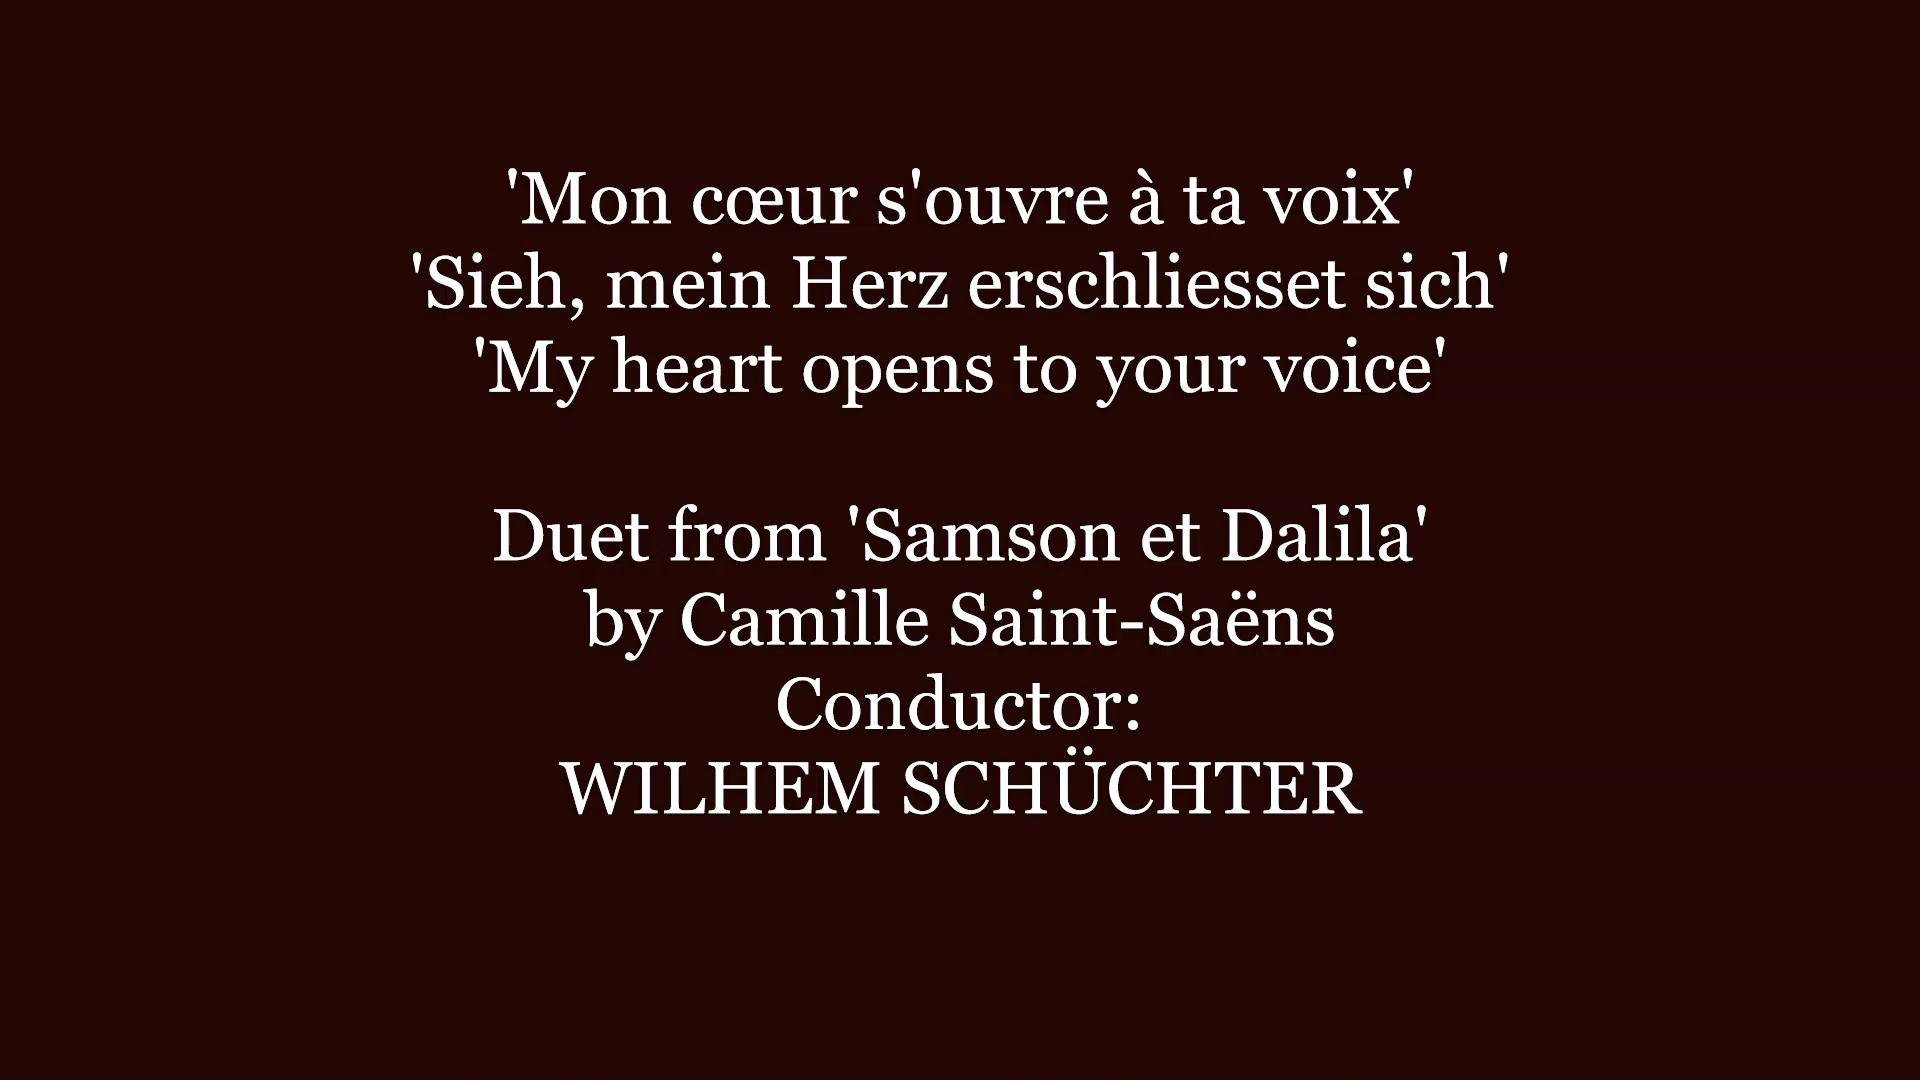 'Mon cœur s'ouvre à ta voix'
'Sieh, mein Herz erschliesset sich'
'My heart opens to your voice'
Duet from 'Samson et Dalila'
by Camille Saint-Saëns
Conductor:
WILHEM SCHÜCHTER